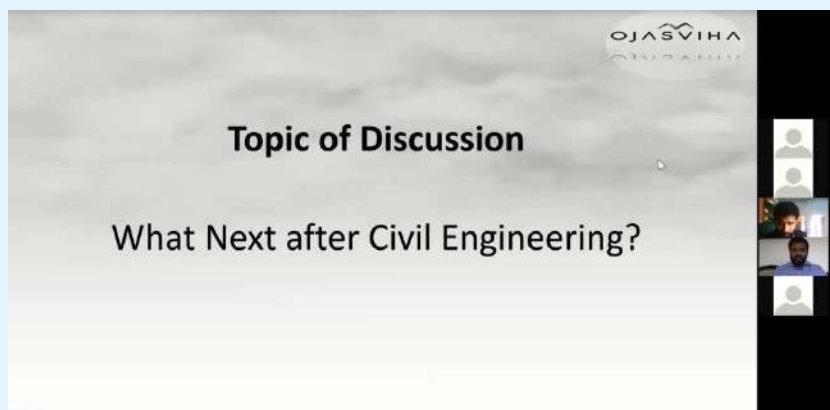 OJASVIHA
Topic of Discussion
What Next after Civil Engineering?